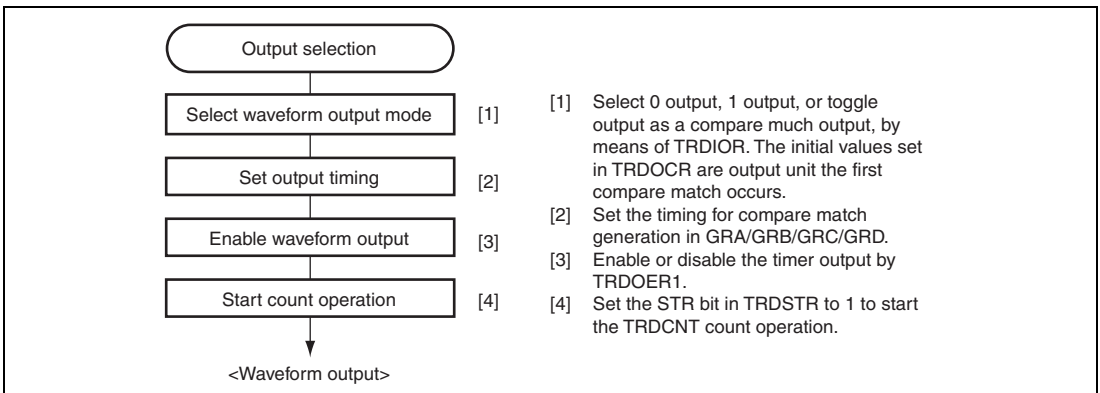 Output selection
Select waveform output mode [1]
Set output timing [2]
Enable waveform output [3]
Start count operation [4]
<Waveform output>
[1] Select 0 output, 1 output, or toggle
output as a compare much output, by
means of TRDIOR. The initial values set
in TRDOCR are output unit the first
compare match occurs.
[2] Set the timing for compare match
generation in GRA/GRB/GRC/GRD.
[3] Enable or disable the timer output by
TRDOER1.
[4] Set the STR bit in TRDSTR to 1 to start
the TRDCNT count operation.